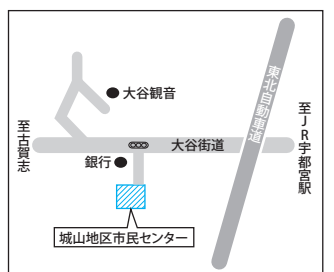 大谷観音
東北自動車道
至JR宇都宮駅
至古賀志
大谷街道
銀行
城山地区市民センター